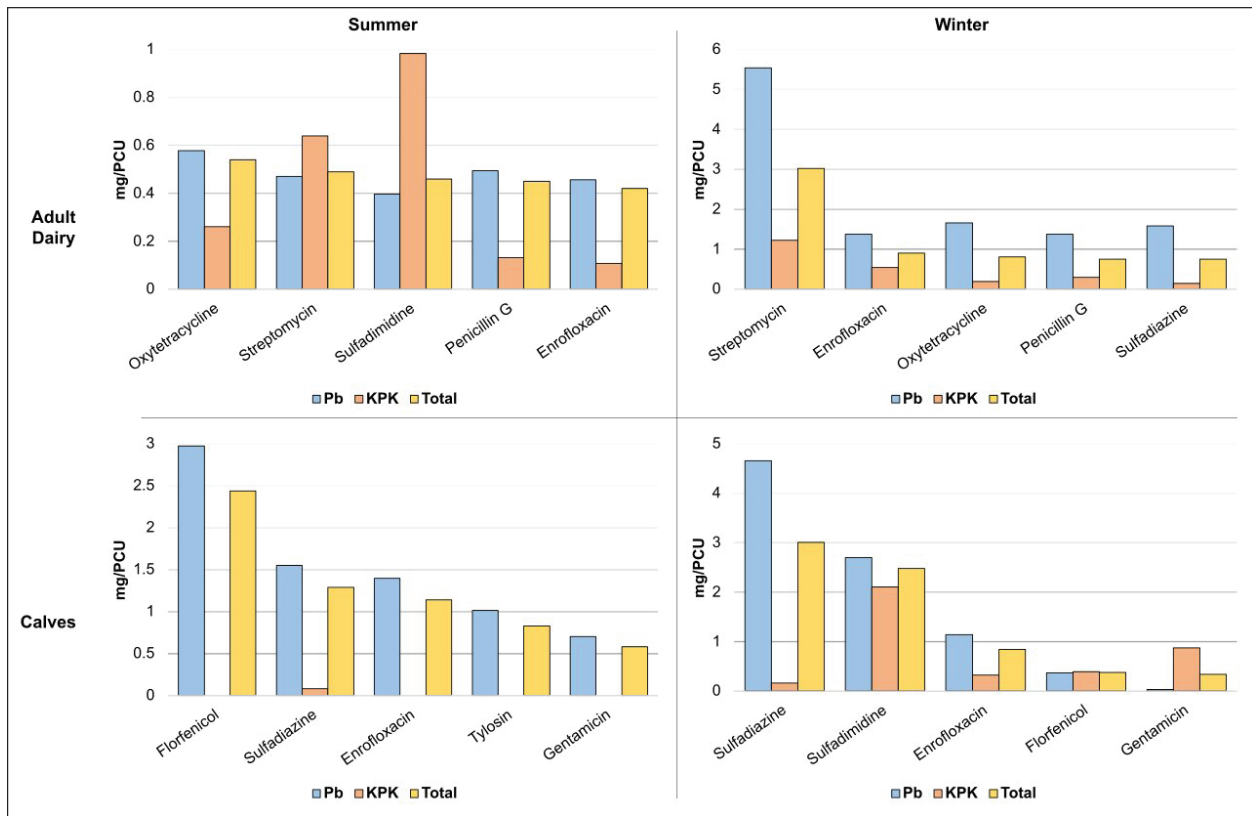 Summer
Winter
Adult
Dairy
mg/PCU
1
0.8
0.6
0.4
0.2
0
Oxytetracycline
Streptomycin
Sulfadimidine
Penicillin G
Enrofloxacin
Pb KPK Total
mg/PCU
6
5
4
3
2
1
0
Streptomycin
Enrofloxacin
Oxytetracycline
Penicillin G
Sulfadiazine
Pb KPK Total
Calves
mg/PCU
3
2.5
2
1.5
1
0.5
0
Florfenicol
Sulfadiazine
Enrofloxacin
Tylosin
Gentamicin
Pb KPK Total
mg/PCU
5
4
3
2
1
0
Sulfadiazine
Sulfadimidine
Enrofloxacin
Florfenicol
Gentamicin
Pb KPK Total